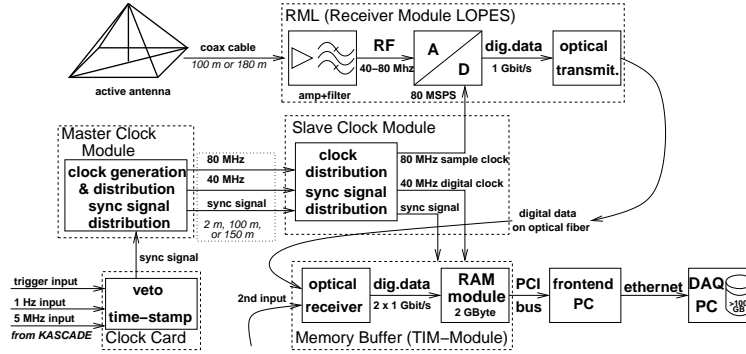 RML (Receiver Module LOPES)
coax cable
100 m or 180 m
active antenna
amp+filter
RF
40–80 Mhz
A
D
80 MSPS
dig.data
1 Gbit/s
optical
transmit.
Master Clock
Module
clock generation
& distribution
sync signal
distribution
80 MHz
40 MHz
sync signal
2 m, 100 m,
or 150 m
Slave Clock Module
clock
distribution
sync signal
distribution
80 MHz sample clock
40 MHz digital clock
sync signal
digital data
on optical fiber
sync signal
trigger input
1 Hz input
5 MHz input
from KASCADE
veto
time–stamp
Clock Card
2nd input
optical
receiver
dig.data
2 x 1 Gbit/s
RAM
module
2 GByte
Memory Buffer (TIM–Module)
PCI
bus
frontend
PC
ethernet
DAQ
PC
GB